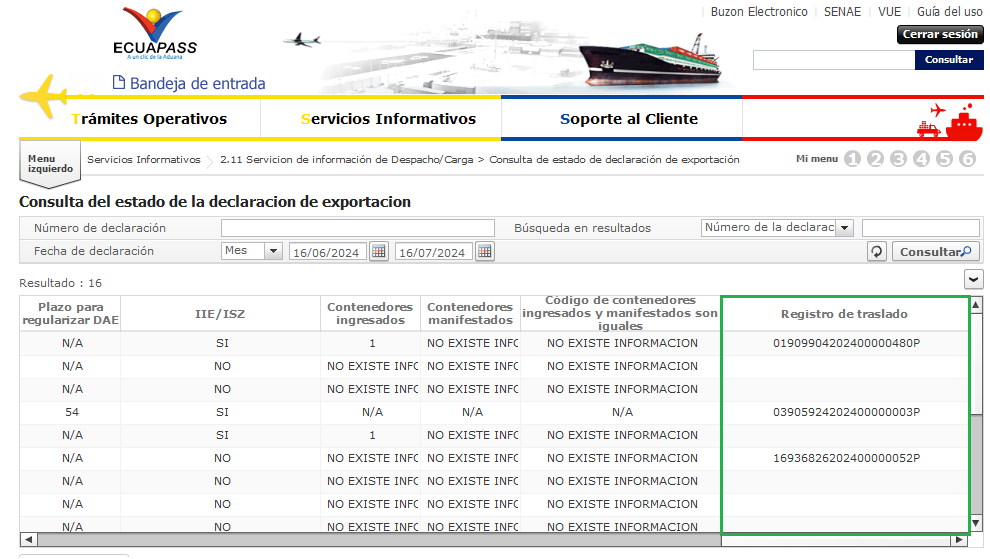 Buzon Electronico | SENAE | VUE | Guía del uso
Cerrar sesión
Consultar
ECUAPASS
A un clic de la Aduana
Bandeja de entrada
Trámites Operativos Servicios Informativos Soporte al Cliente
Menu izquierdo
Servicios Informativos 2.11 Servicion de información de Despacho/Carga > Consulta de estado de declaración de exportación Mi menu 1 2 3 4 5 6
Consulta del estado de la declaracion de exportacion
Número de declaración Búsqueda en resultados Número de la declarac
Fecha de declaración Mes 16/06/2024 16/07/2024 Consultar
Resultado : 16
Plazo para regularizar DAE IIE/ISZ Contenedores ingresados Contenedores manifestados Código de contenedores ingresados y manifestados son iguales Registro de traslado
N/A SI 1 NO EXISTE INFC NO EXISTE INFORMACION 01909904202400000480P
N/A NO NO EXISTE INFC NO EXISTE INFC NO EXISTE INFORMACION
N/A NO NO EXISTE INFC NO EXISTE INFC NO EXISTE INFORMACION
54 SI N/A N/A N/A 03905924202400000003P
N/A SI 1 NO EXISTE INFC NO EXISTE INFORMACION
N/A NO NO EXISTE INFC NO EXISTE INFC NO EXISTE INFORMACION 16936826202400000052P
N/A NO NO EXISTE INFC NO EXISTE INFC NO EXISTE INFORMACION
N/A NO NO EXISTE INFC NO EXISTE INFC NO EXISTE INFORMACION
N/A NO NO EXISTE INFC NO EXISTE INFC NO EXISTE INFORMACION